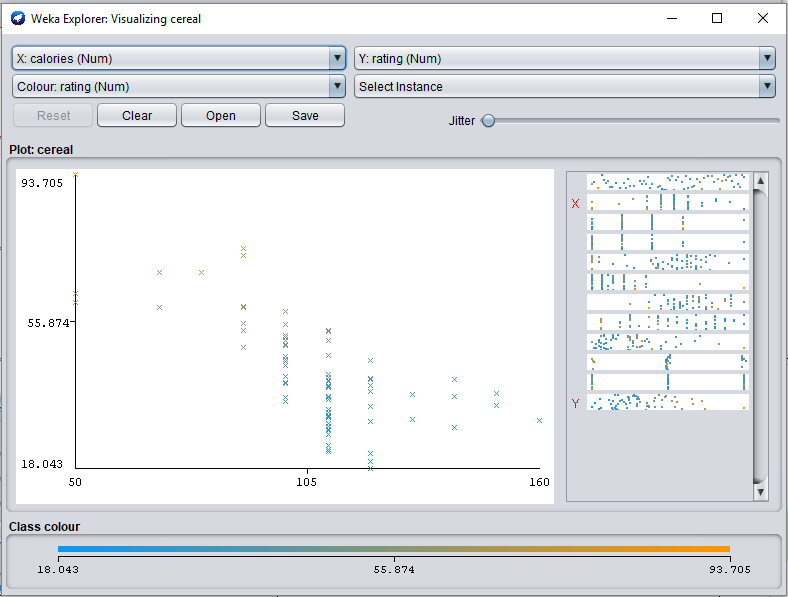 Weka Explorer: Visualizing cereal
X: calories (Num)
Y: rating (Num)
Colour: rating (Num)
Select Instance
Reset
Clear
Open
Save
Jitter
Plot: cereal
93.705
55.874
18.043
50
105
160
X
Y
Class colour
18.043
55.874
93.705